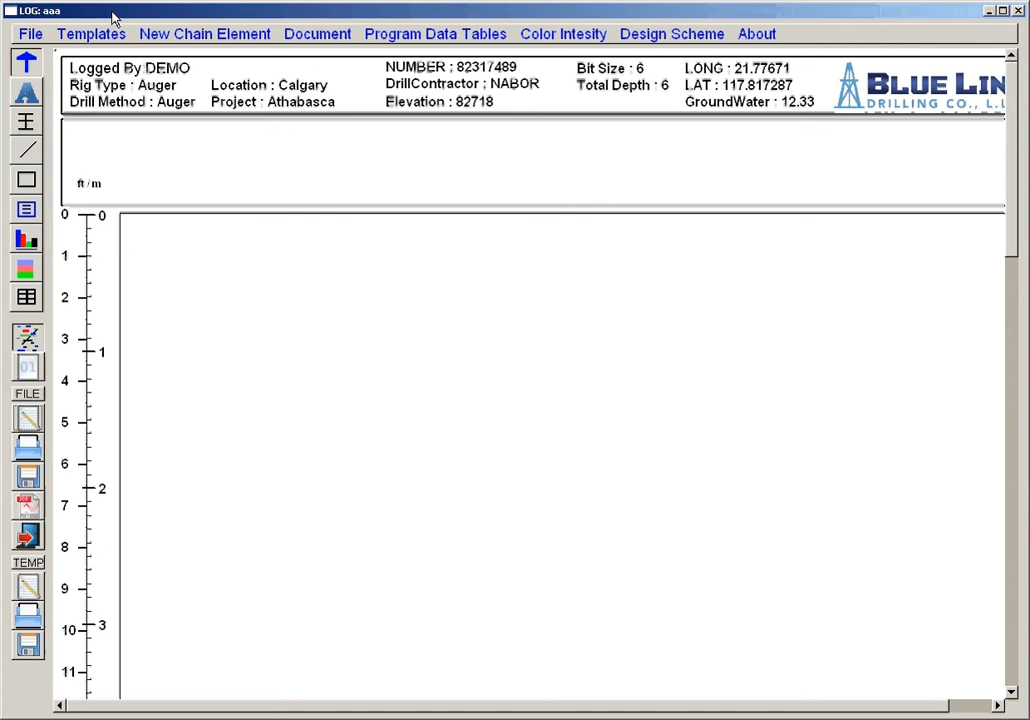 LOG: aaa
File Templates New Chain Element Document Program Data Tables Color Intesity Design Scheme About
Logged By DEMO
Rig Type : Auger
Drill Method : Auger
Location : Calgary
Project : Athabasca
NUMBER ; 82317489
DrillContractor ; NABOR
Elevation : 82718
Bit Size : 6
Total Depth : 6
LONG : 21.77671
LAT : 117.817287
GroundWater : 12.33
BLUE LIN
DRILLING CO., L.L
ft / m
0 0
1
2
3
1
4
5
6
2
7
8
9
10 3
11
A
01
FILE
TEMP